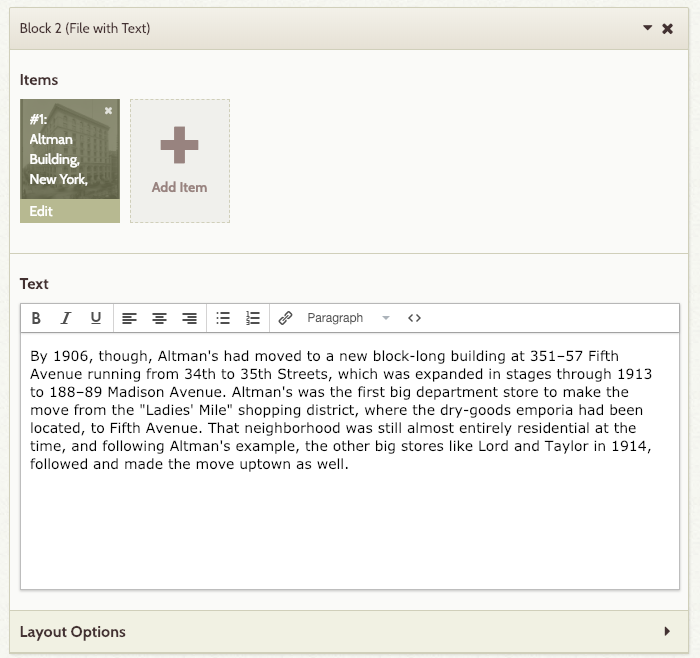 Block 2 (File with Text)
Items
#1:
Altman
Building,
New York,
Edit
Add Item
Text
B I U Paragraph
By 1906, though, Altman's had moved to a new block-long building at 351–57 Fifth
Avenue running from 34th to 35th Streets, which was expanded in stages through 1913
to 188–89 Madison Avenue. Altman's was the first big department store to make the
move from the "Ladies' Mile" shopping district, where the dry-goods emporia had been
located, to Fifth Avenue. That neighborhood was still almost entirely residential at the
time, and following Altman's example, the other big stores like Lord and Taylor in 1914,
followed and made the move uptown as well.
Layout Options